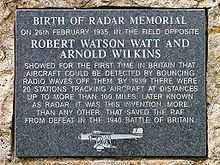 BIRTH OF RADAR MEMORIAL
ON 26th FEBRUARY 1935, IN THE FIELD OPPOSITE
ROBERT WATSON WATT AND
ARNOLD WILKINS
SHOWED FOR THE FIRST TIME IN BRITAIN THAT
AIRCRAFT COULD BE DETECTED BY BOUNCING
RADIO WAVES OFF THEM. BY 1939 THERE WERE
20 STATIONS TRACKING AIRCRAFT AT DISTANCES
UP TO MORE THAN 100 MILES. LATER KNOWN
AS RADAR, IT WAS THIS INVENTION, MORE
THAN ANY OTHER, THAT SAVED THE RAF
FROM DEFEAT IN THE 1940 BATTLE OF BRITAIN.